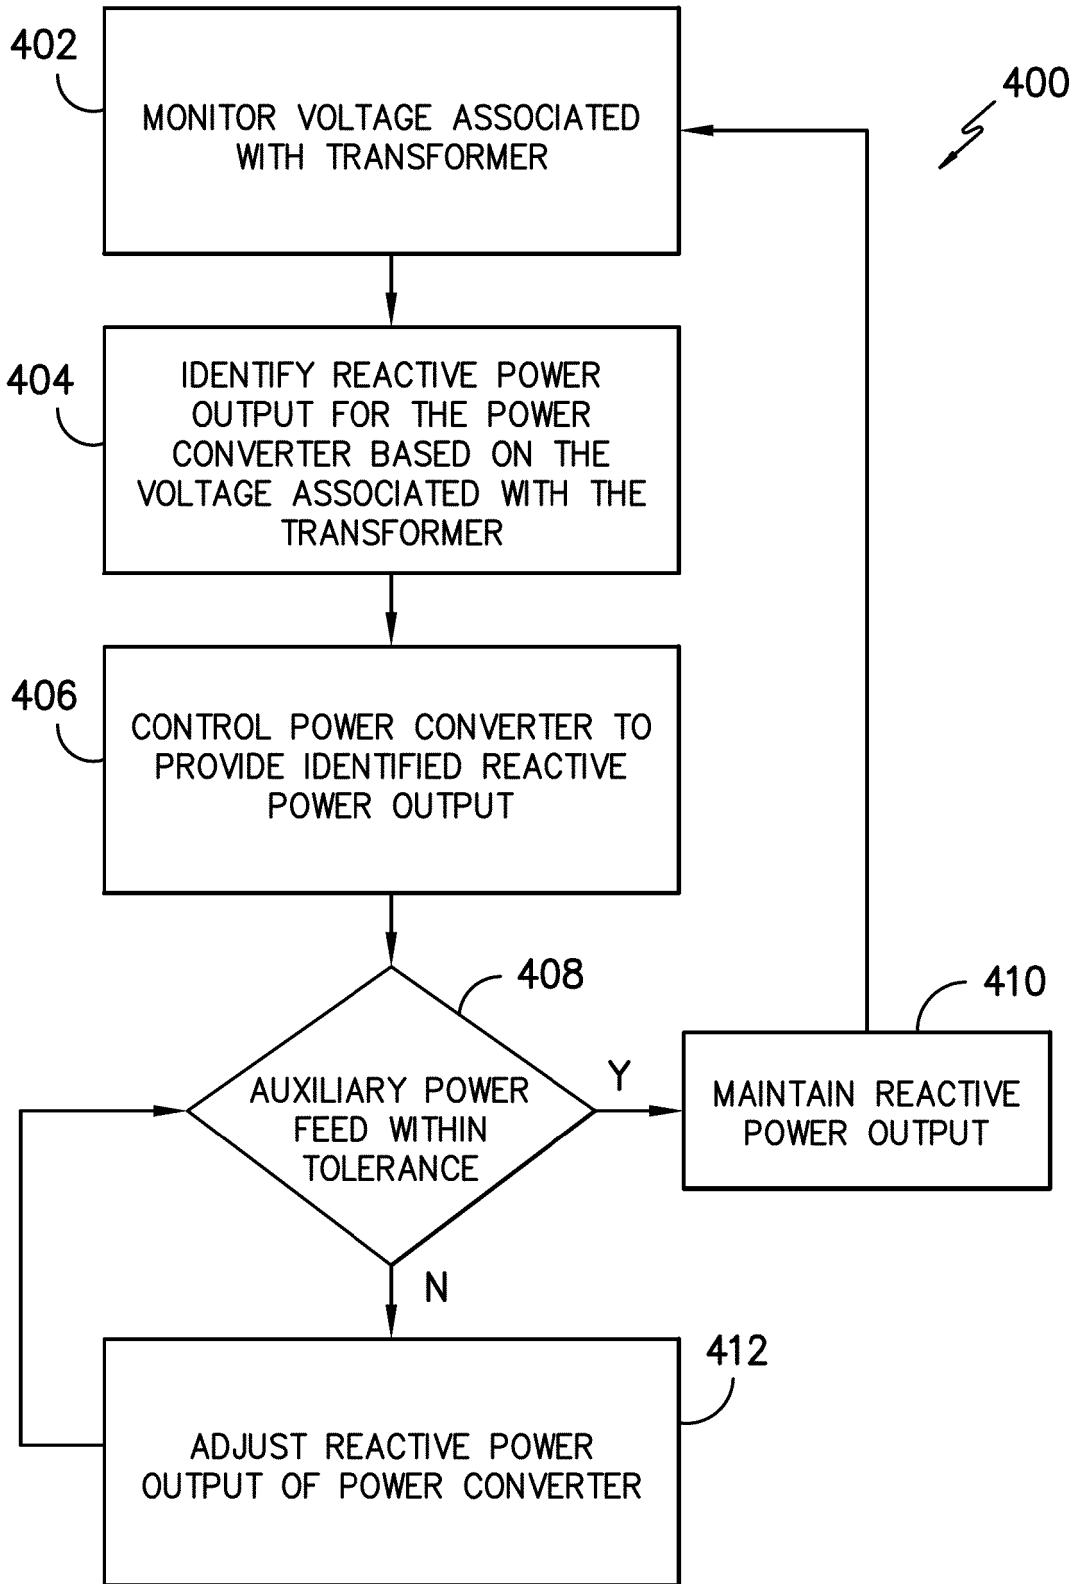 402
MONITOR VOLTAGE ASSOCIATED
WITH TRANSFORMER
400
404
IDENTIFY REACTIVE POWER
OUTPUT FOR THE POWER
CONVERTER BASED ON THE
VOLTAGE ASSOCIATED WITH THE
TRANSFORMER
406
CONTROL POWER CONVERTER TO
PROVIDE IDENTIFIED REACTIVE
POWER OUTPUT
408
AUXILIARY POWER
FEED WITHIN
TOLERANCE
Y
410
MAINTAIN REACTIVE
POWER OUTPUT
N
412
ADJUST REACTIVE POWER
OUTPUT OF POWER CONVERTER